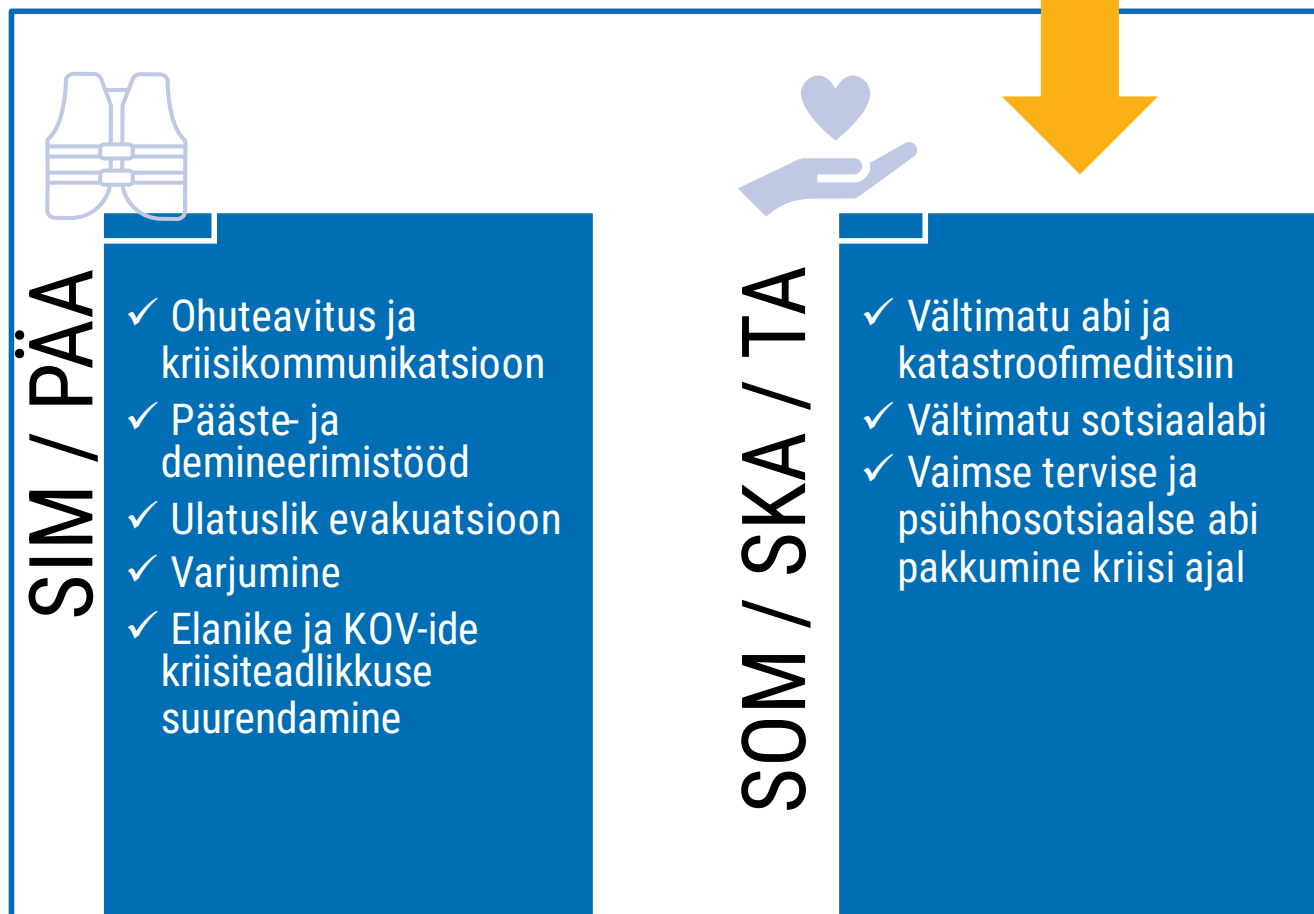 SIM / PÄA
✓ Ohuteavitus ja
kriisikommunikatsioon
✓ Pääste- ja
demineerimistööd
✓ Ulatuslik evakuatsioon
✓ Varjumine
✓ Elanike ja KOV-ide
kriisiteadlikkuse
suurendamine
SOM / SKA / TA
✓ Vältimatu abi ja
katastroofimeditsiin
✓ Vältimatu sotsiaalabi
✓ Vaimse tervise ja
psühhosotsiaalse abi
pakkumine kriisi ajal